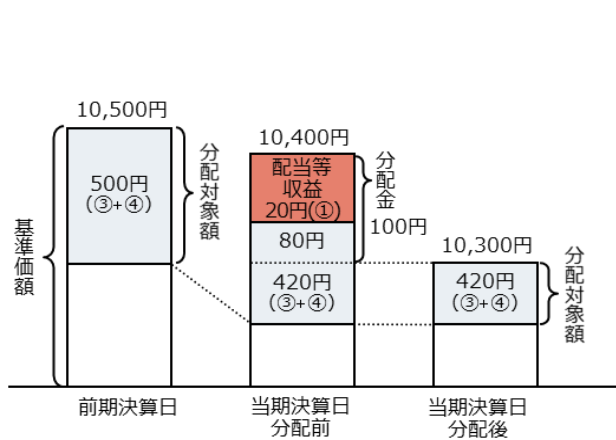 10,500円
500円
(③+④)
分配対象額
基準価額
10,400円
配当等
収益
20円(①)
80円
420円
(③+④)
分配金
100円
10,300円
420円
(③+④)
分配対象額
前期決算日
当期決算日
分配前
当期決算日
分配後